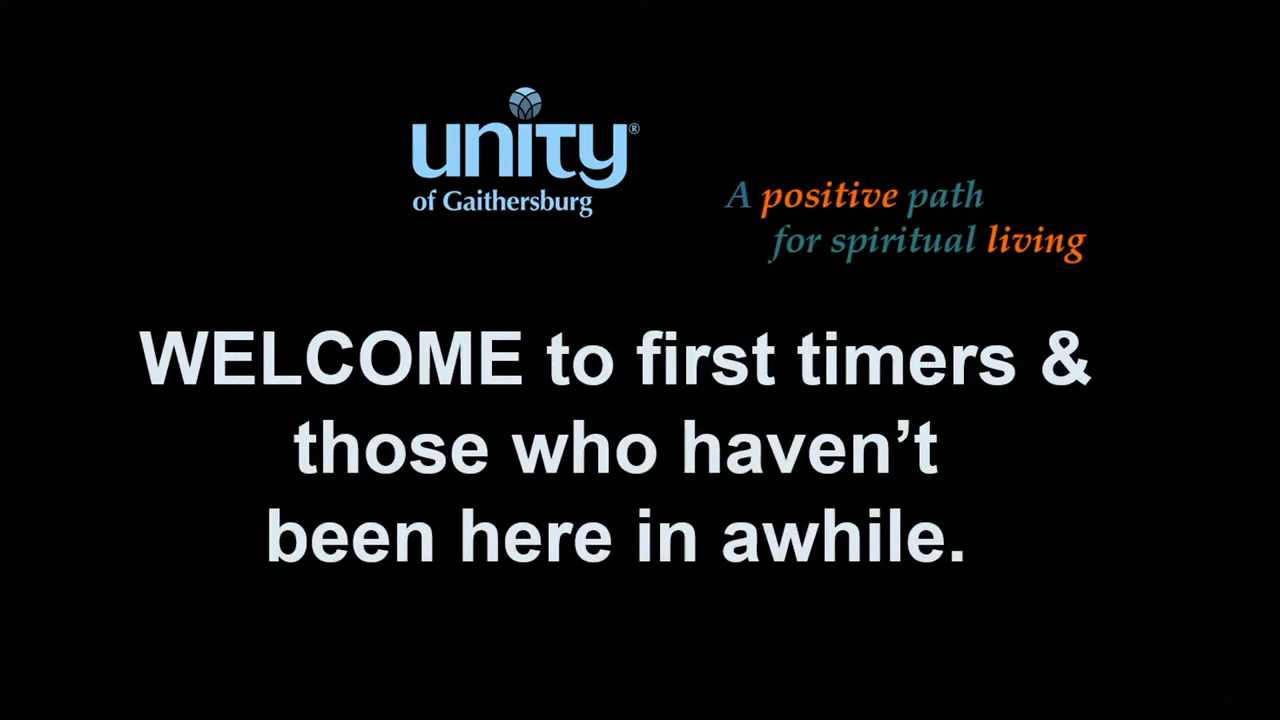 unity®
of Gaithersburg
A positive path
for spiritual living
WELCOME to first timers &
those who haven’t
been here in awhile.